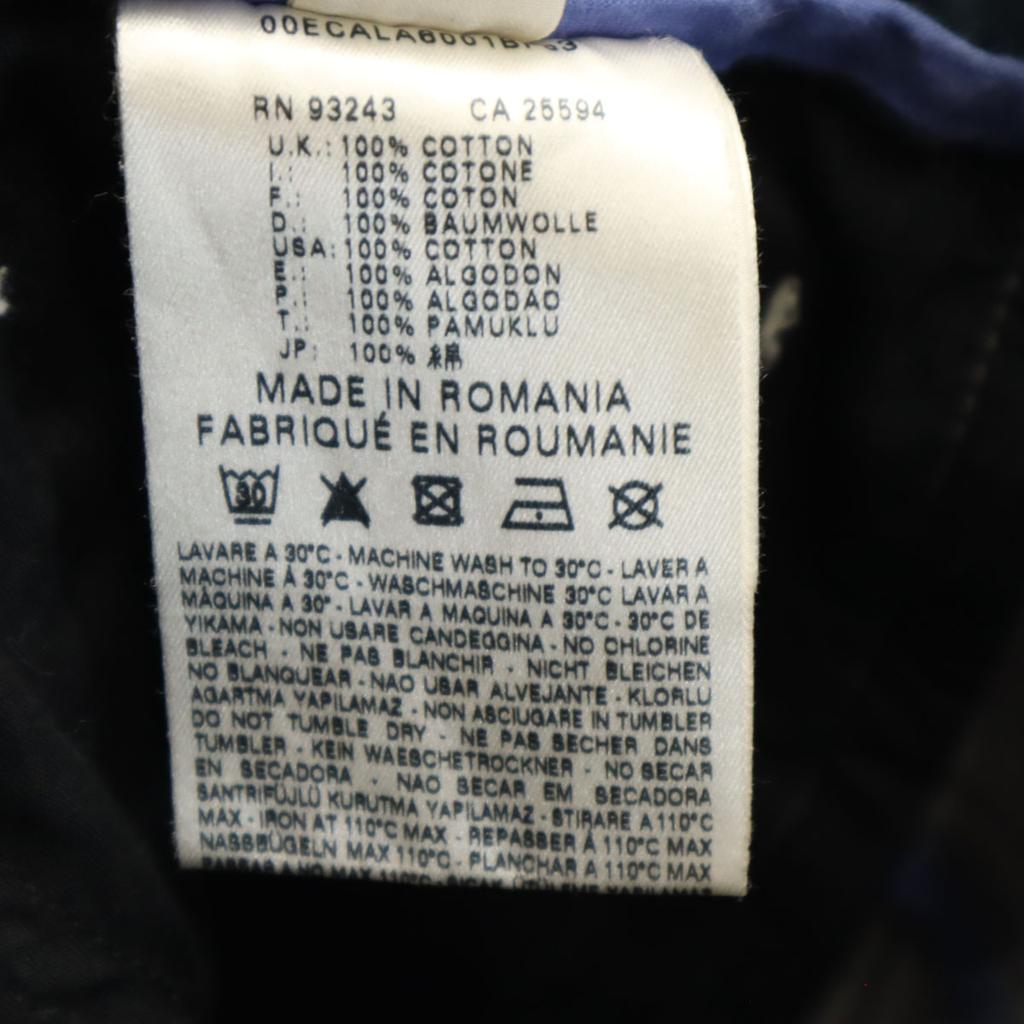 RN 93243 CA 25594
U.K.: 100% COTTON
I.: 100% COTONE
F.: 100% COTON
D.: 100% BAUMWOLLE
USA: 100% COTTON
E.: 100% ALGODON
P.: 100% ALGODAO
T.: 100% PAMUKLU
JP: 100% 綿
MADE IN ROMANIA
FABRIQUÉ EN ROUMANIE
30
LAVARE A 30°C - MACHINE WASH TO 30°C - LAVER A
MACHINE À 30°C - WASCHMASCHINE 30°C LAVAR A
MÀQUINA A 30° - LAVAR A MAQUINA A 30°C - 30°C DE
YIKAMA - NON USARE CANDEGGINA - NO CHLORINE
BLEACH - NE PAS BLANCHIR - NICHT BLEICHEN
NO BLANQUEAR - NAO USAR ALVEJANTE - KLORLU
AGARTMA YAPILAMAZ - NON ASCIUGARE IN TUMBLER
DO NOT TUMBLE DRY - NE PAS SECHER DANS
TUMBLER - KEIN WAESCHETROCKNER - NO SECAR
EN SECADORA - NAO SECAR EM SECADORA
SANTRIFÜJLÜ KURUTMA YAPILAMAZ - STIRARE A 110°C
MAX - IRON AT 110°C MAX - REPASSER À 110°C MAX
NASSBÜGELN MAX 110°C - PLANCHAR A 110°C MAX
MAX 110°C